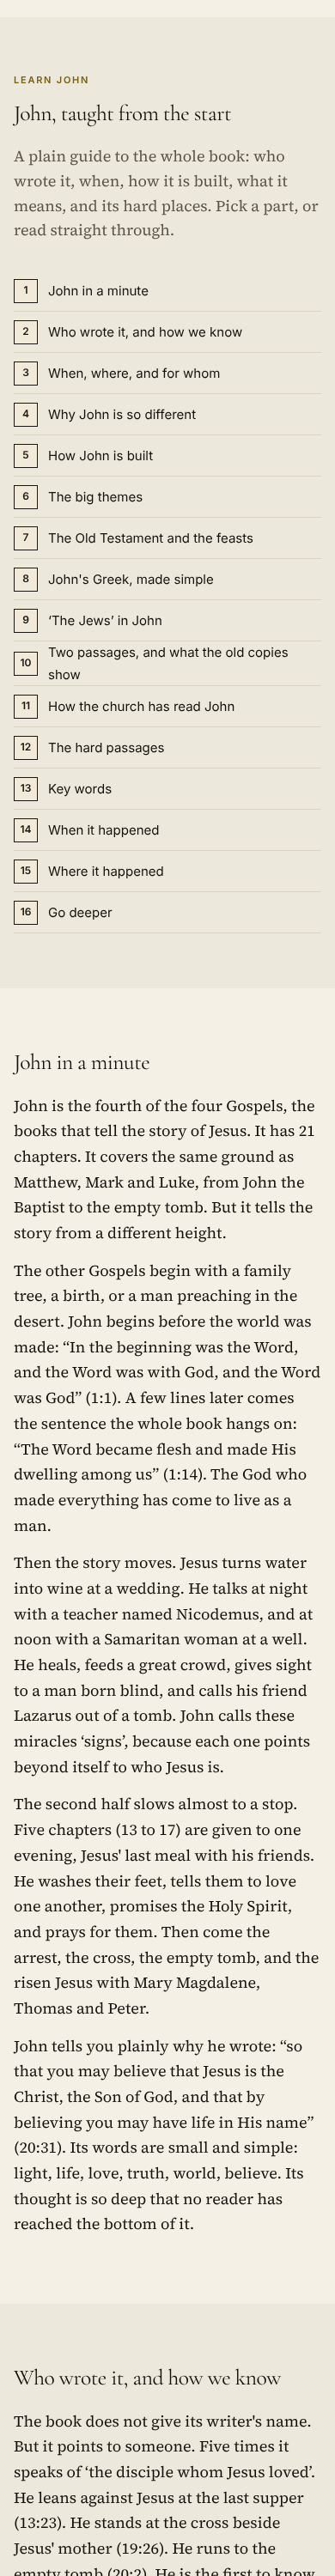 LEARN JOHN
John, taught from the start
A plain guide to the whole book: who
wrote it, when, how it is built, what it
means, and its hard places. Pick a part, or
read straight through.
1 John in a minute
2 Who wrote it, and how we know
3 When, where, and for whom
4 Why John is so different
5 How John is built
6 The big themes
7 The Old Testament and the feasts
8 John's Greek, made simple
9 ‘The Jews’ in John
10 Two passages, and what the old copies
show
11 How the church has read John
12 The hard passages
13 Key words
14 When it happened
15 Where it happened
16 Go deeper
John in a minute
John is the fourth of the four Gospels, the
books that tell the story of Jesus. It has 21
chapters. It covers the same ground as
Matthew, Mark and Luke, from John the
Baptist to the empty tomb. But it tells the
story from a different height.
The other Gospels begin with a family
tree, a birth, or a man preaching in the
desert. John begins before the world was
made: “In the beginning was the Word,
and the Word was with God, and the Word
was God” (1:1). A few lines later comes
the sentence the whole book hangs on:
“The Word became flesh and made His
dwelling among us” (1:14). The God who
made everything has come to live as a
man.
Then the story moves. Jesus turns water
into wine at a wedding. He talks at night
with a teacher named Nicodemus, and at
noon with a Samaritan woman at a well.
He heals, feeds a great crowd, gives sight
to a man born blind, and calls his friend
Lazarus out of a tomb. John calls these
miracles ‘signs’, because each one points
beyond itself to who Jesus is.
The second half slows almost to a stop.
Five chapters (13 to 17) are given to one
evening, Jesus' last meal with his friends.
He washes their feet, tells them to love
one another, promises the Holy Spirit,
and prays for them. Then come the
arrest, the cross, the empty tomb, and the
risen Jesus with Mary Magdalene,
Thomas and Peter.
John tells you plainly why he wrote: “so
that you may believe that Jesus is the
Christ, the Son of God, and that by
believing you may have life in His name”
(20:31). Its words are small and simple:
light, life, love, truth, world, believe. Its
thought is so deep that no reader has
reached the bottom of it.
Who wrote it, and how we know
The book does not give its writer's name.
But it points to someone. Five times it
speaks of ‘the disciple whom Jesus loved’.
He leans against Jesus at the last supper
(13:23). He stands at the cross beside
Jesus' mother (19:26). He runs to the
empty tomb (20:2). He is the first to know